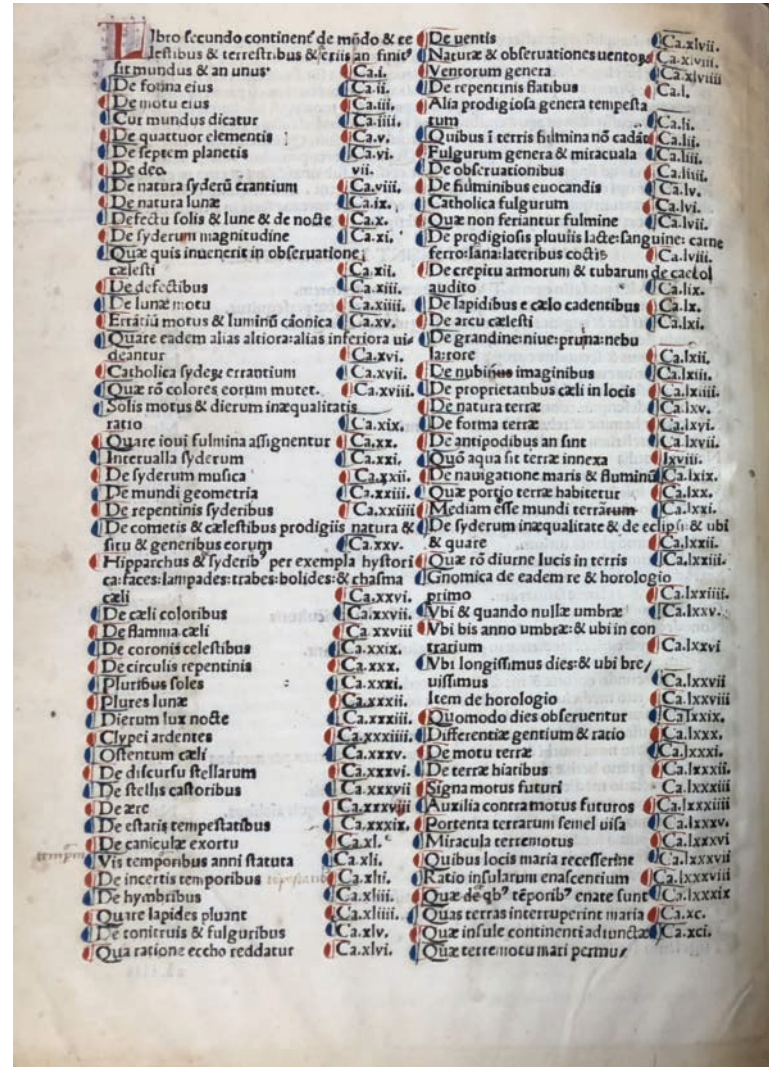 LIbro secundo continenť de mōdo & ce
lestibus & terrestribus & eriis an finitꝰ
sit mundus & an unus· Ca.i.
De forma eius Ca.ii.
De motu eius Ca.iii.
Cur mundus dicatur Ca.iiii.
De quattuor elementis Ca.v.
De septem planetis Ca.vi.
De deo vii.
De natura syderū erantium Ca.viii.
De natura lunæ Ca.ix.
Defectu solis & lune & de nocte Ca.x.
De syderum magnitudine Ca.xi.
Quæ quis inuenerit in obseruatione
cælesti Ca.xii.
De defectibus Ca.xiii.
De lunæ motu Ca.xiiii.
Errātiū motus & luminū cāonica Ca.xv.
Quare eadem alias altiora:alias inferiora ui⸗
deantur Ca.xvi.
Catholica syderꝝ errantium Ca.xvii.
Quæ rō colores eorum mutet. Ca.xviii.
Solis motus & dierum inæqualitatis
ratio Ca.xix.
Quare ioui fulmina assignentur Ca.xx.
Interualla syderum Ca.xxi.
De syderum musica Ca.xxii.
De mundi geometria Ca.xxiii.
De repentinis syderibus Ca.xxiiii
De cometis & cælestibus prodigiis natura &
situ & generibus eorum Ca.xxv.
Hipparchus & syderibꝰ per exempla hystori
ca:faces:lampades:trabes:bolides:& chasma
cæli Ca.xxvi.
De cæli coloribus Ca.xxvii.
De flamma cæli Ca.xxviii
De coronis celestibus Ca.xxix.
De circulis repentinis Ca.xxx.
Pluribus soles Ca.xxxi.
Plures lunæ Ca.xxxii.
Dierum lux nocte Ca.xxxiii.
Clypei ardentes Ca.xxxiiii.
Ostentum cæli Ca.xxxv.
De discursu stellarum Ca.xxxvi.
De stellis castoribus Ca.xxxvii
De ære Ca.xxxviii
De estatis tempestatibus Ca.xxxix.
De caniculæ exortu Ca.xl.
Vis temporibus anni statuta Ca.xli.
De incertis temporibus Ca.xlii.
De hymbribus Ca.xliii.
Quare lapides pluant Ca.xliiii.
De tonitruis & fulguribus Ca.xlv.
Qua ratione eccho reddatur Ca.xlvi.
De uentis Ca.xlvii.
Naturæ & obseruationes uentoꝝ Ca.xlviii.
Ventorum genera Ca.xlviiii
De repentinis flatibus Ca.l.
Alia prodigiosa genera tempesta
tum Ca.li.
Quibus ī terris fulmina nō cadāt Ca.lii.
Fulgurum genera & miracuala Ca.liii.
De obseruationibus Ca.liiii.
De fulminibus euocandis Ca.lv.
Catholica fulgurum Ca.lvi.
Quæ non feriantur fulmine Ca.lvii.
De prodigiosis pluuiis lacte:sanguine: carne
ferro:lana:lateribus coctis Ca.lviii.
De crepitu armorum & tubarum de caelol
audito Ca.lix.
De lapidibus e cælo cadentibus Ca.lx.
De arcu cælesti Ca.lxi.
De grandine:niue:pruna:nebu
la:rore Ca.lxii.
De nubinus imaginibus Ca.lxiii.
De proprietatibus cæli in locis Ca.lxiiii.
De natura terræ Ca.lxv.
De forma terræ Ca.lxvi.
De antipodibus an sint Ca.lxvii.
Quō aqua sit terræ innexa lxviii.
De nauigatione maris & fluminū Ca.lxix.
Quæ portio terræ habitetur Ca.lxx.
Mediam esse mundi terrarum Ca.lxxi.
De syderum inæqualitate & de eclipsi & ubi
& quare Ca.lxxii.
Quæ rō diurne lucis in terris Ca.lxxiii.
Gnomica de eadem re & horologio
primo Ca.lxxiiii.
Vbi & quando nullæ umbræ Ca.lxxv.
Vbi bis anno umbræ:& ubi in con
trarium Ca.lxxvi
Vbi longissimus dies:& ubi bre/
uissimus Ca.lxxvii
Item de horologio Ca.lxxviii
Quomodo dies obseruentur Ca.lxxix.
Differentiæ gentium & ratio Ca.lxxx.
De motu terræ Ca.lxxxi.
De terræ hiatibus Ca.lxxxii.
Signa motus futuri Ca.lxxxiii
Auxilia contra motus futuros Ca.lxxxiiii
Portenta terrarum semel uisa Ca.lxxxv.
Miracula terremotus Ca.lxxxvi
Quibus locis maria recesserint Ca.lxxxvii
Ratio insularum enascentium Ca.lxxxviii
Quæ de qbꝰ tēporibꝰ enate sunt Ca.lxxxix
Quas terras interruperint maria Ca.xc.
Quæ insule continenti adiunctæ Ca.xci.
Quæ terremotu mari permu/